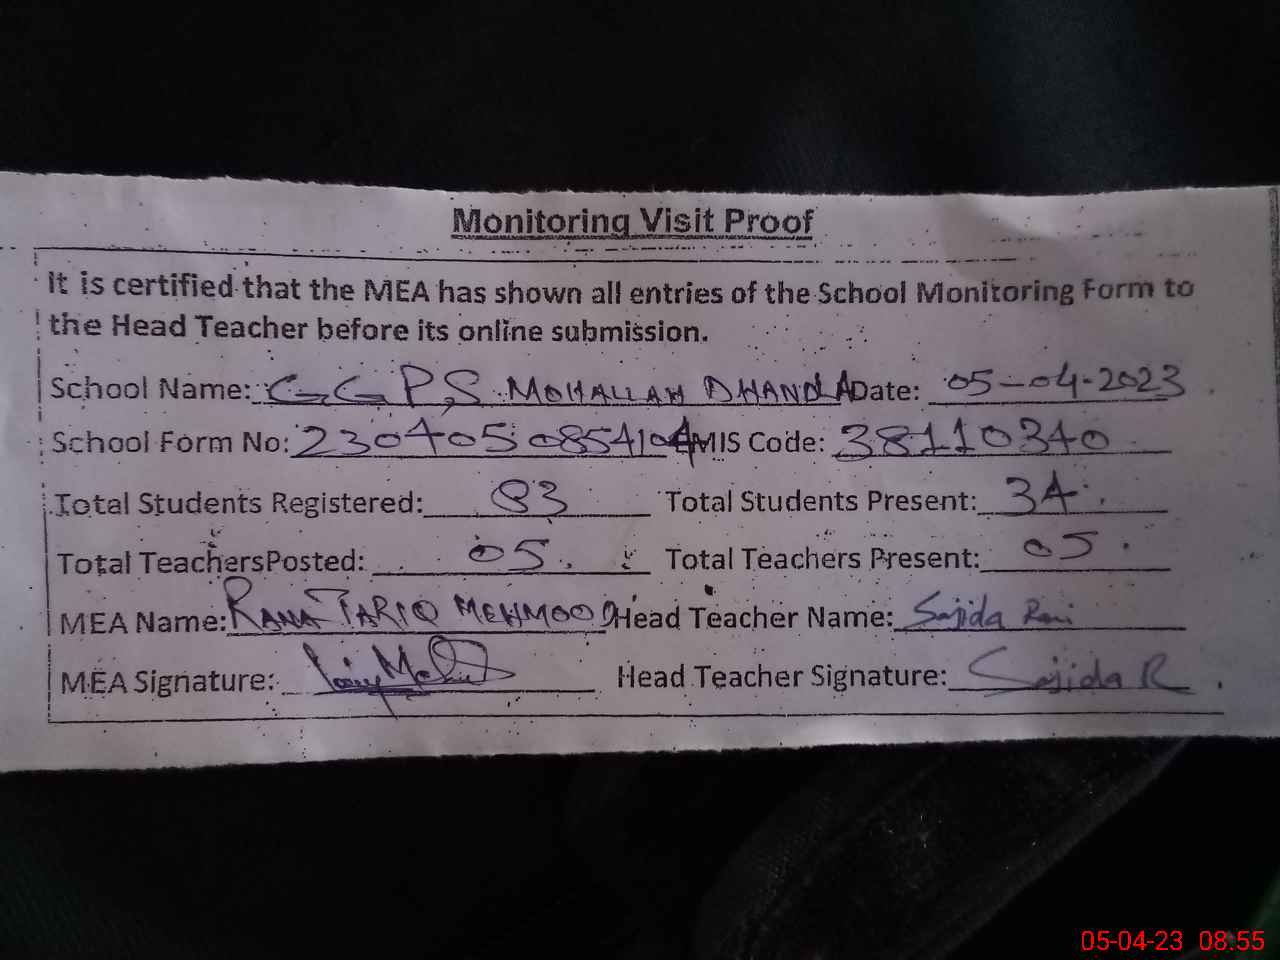 Monitoring Visit Proof
It is certified that the MEA has shown all entries of the School Monitoring Form to
the Head Teacher before its online submission.
School Name: G.G.P.S. MOHALLAH DHANDLA Date: 05-04-2023
School Form No: 230405085410 EMIS Code: 38110340
Total Students Registered: 83 Total Students Present: 34
Total TeachersPosted: 05. Total Teachers Present: 05.
MEA Name: RANA TARIQ MEHMOOD Head Teacher Name: Sajida Rani
MEA Signature: Head Teacher Signature: Sajida R.
05-04-23 08:55